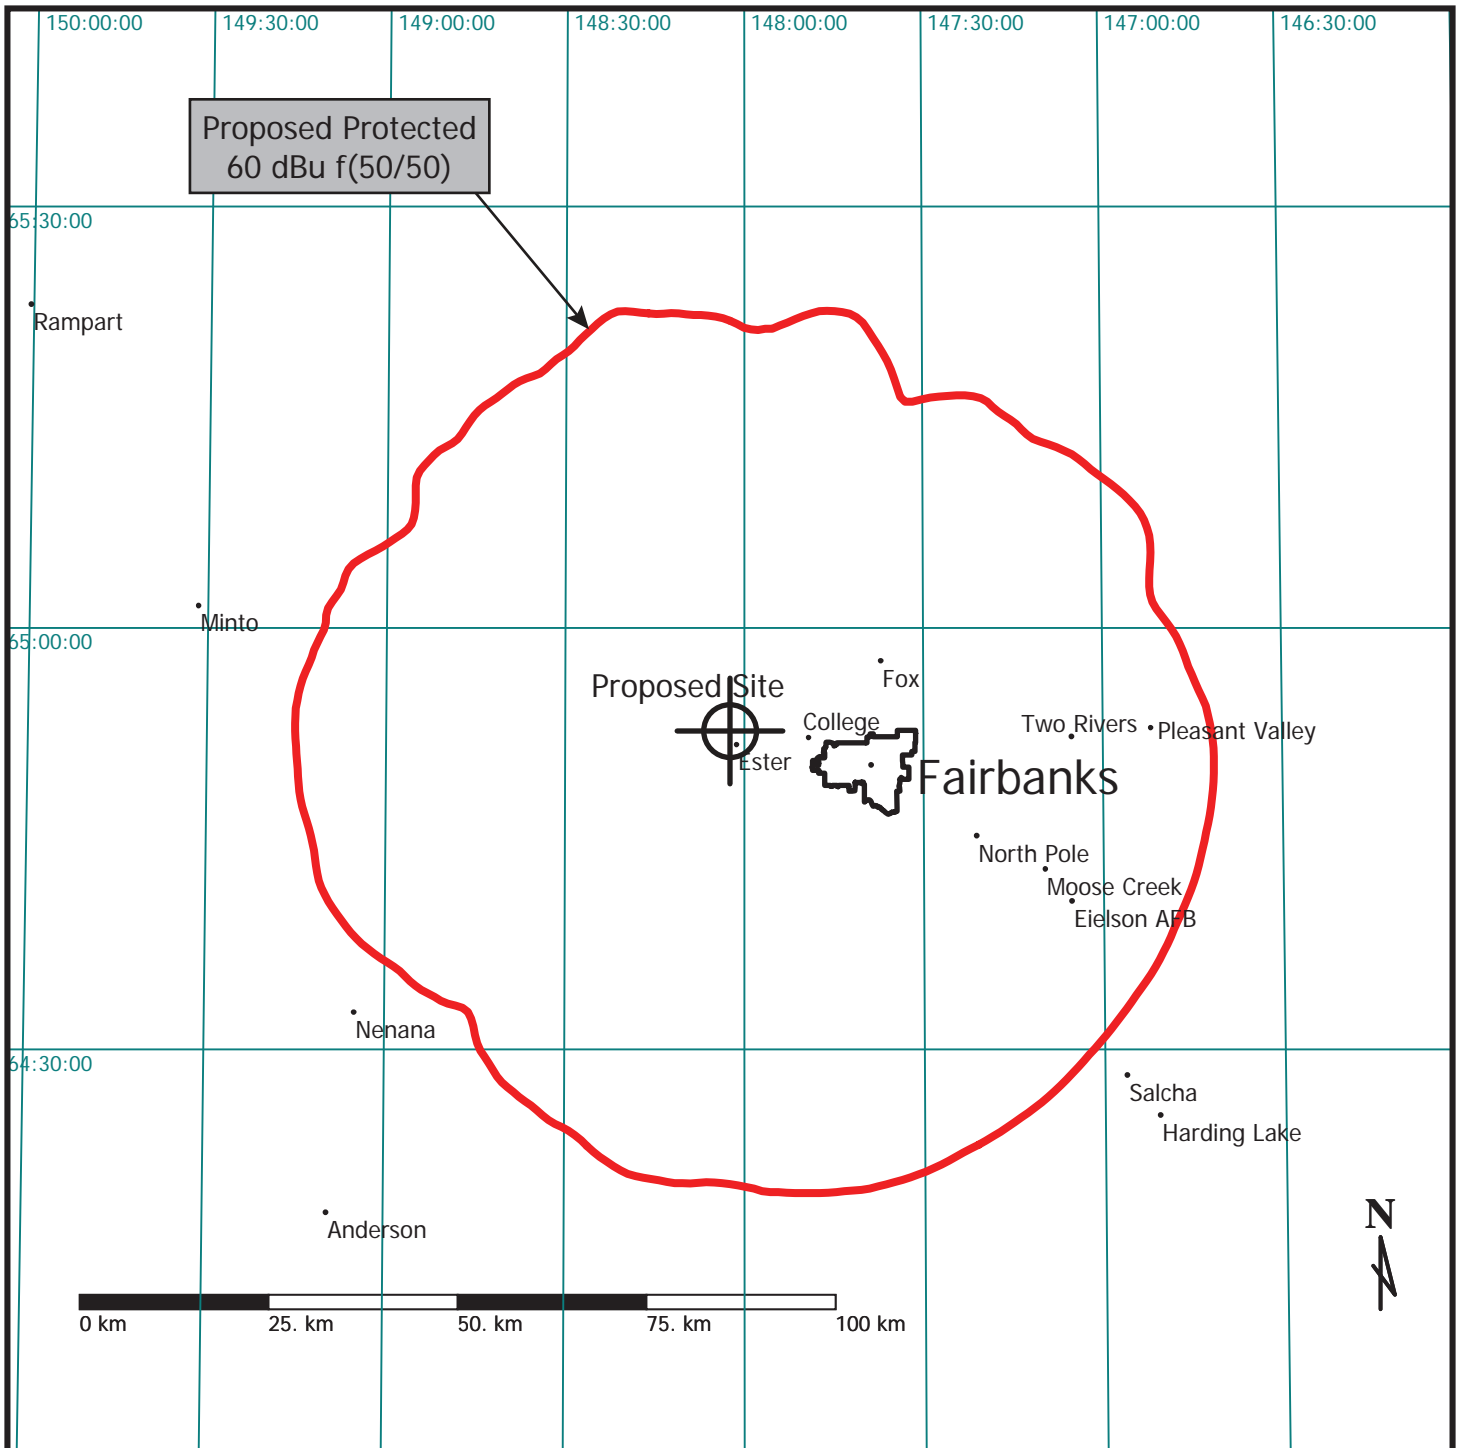 150:00:00
149:30:00
149:00:00
148:30:00
148:00:00
147:30:00
147:00:00
146:30:00
Proposed Protected
60 dBu f(50/50)
65:30:00
Rampart
Minto
65:00:00
Proposed Site
Fox
College
Two Rivers
Pleasant Valley
Ester
Fairbanks
North Pole
Moose Creek
Eielson AFB
Nenana
64:30:00
Salcha
Harding Lake
Anderson
N
0 km
25. km
50. km
75. km
100 km